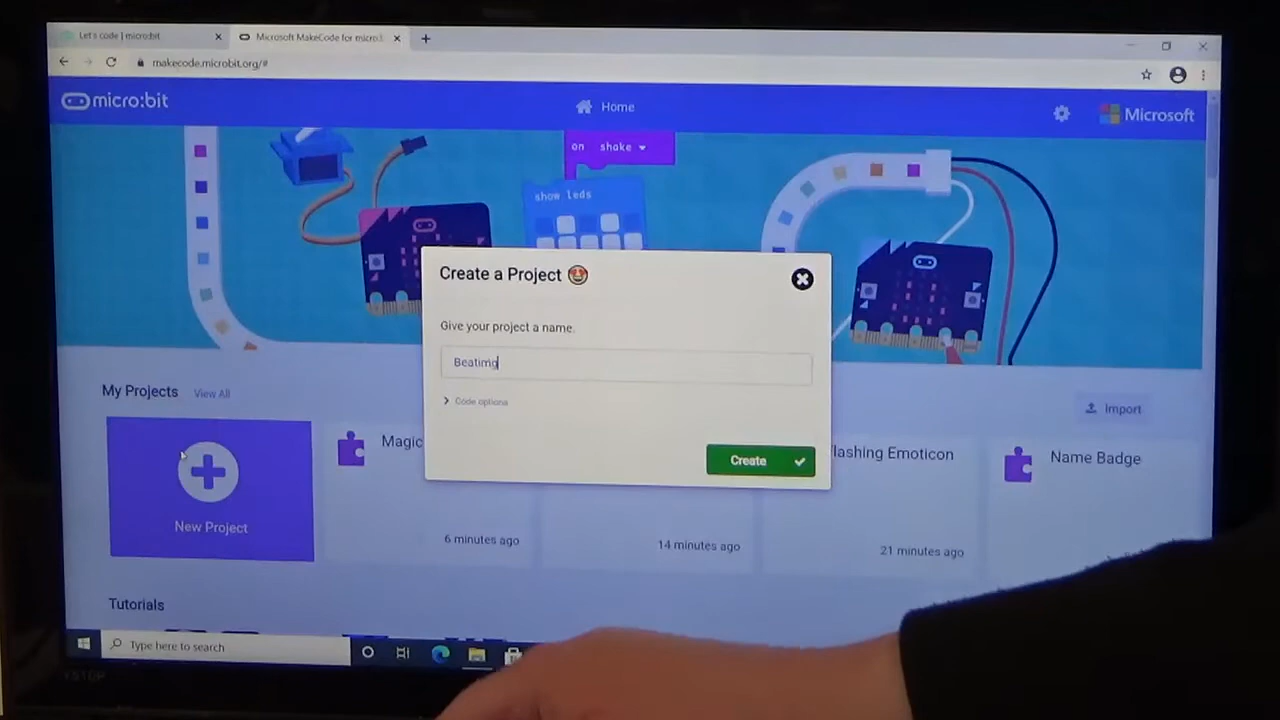 Let's code | micro:bit
Microsoft MakeCode for micro:b
makecode.microbit.org/#
micro:bit
Home
Microsoft
on shake
show leds
Create a Project
Give your project a name.
Beatimg
Code options
Create
My Projects
View All
Import
New Project
Magic
6 minutes ago
14 minutes ago
lashing Emoticon
21 minutes ago
Name Badge
Tutorials
Type here to search